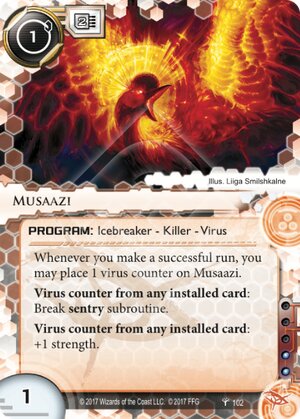 1
2
Illus. Liiga Smilshkalne
MUSAAZI
PROGRAM: Icebreaker - Killer - Virus
Whenever you make a successful run, you
may place 1 virus counter on Musaazi.
Virus counter from any installed card:
Break sentry subroutine.
Virus counter from any installed card:
+1 strength.
1
© 2017 Wizards of the Coast LLC. © 2017 FFG
102